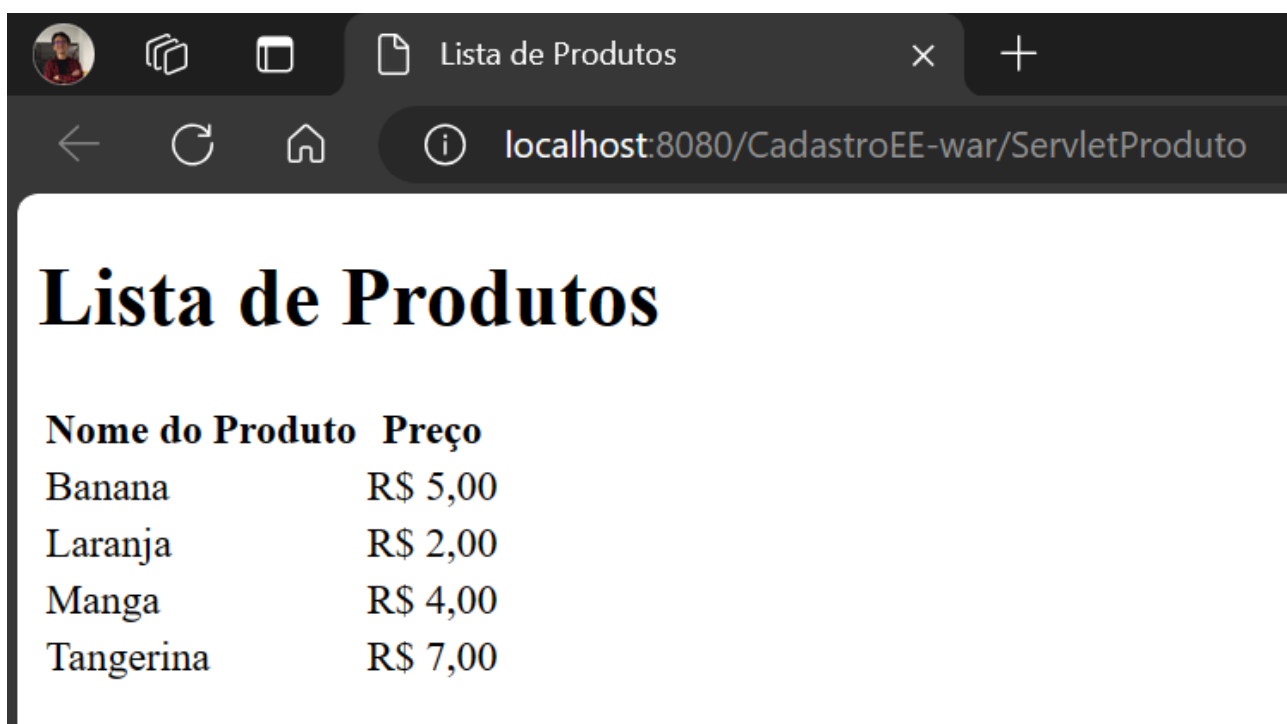 Lista de Produtos
localhost:8080/CadastroEE-war/ServletProduto
Lista de Produtos
Nome do Produto Preço
Banana R$ 5,00
Laranja R$ 2,00
Manga R$ 4,00
Tangerina R$ 7,00